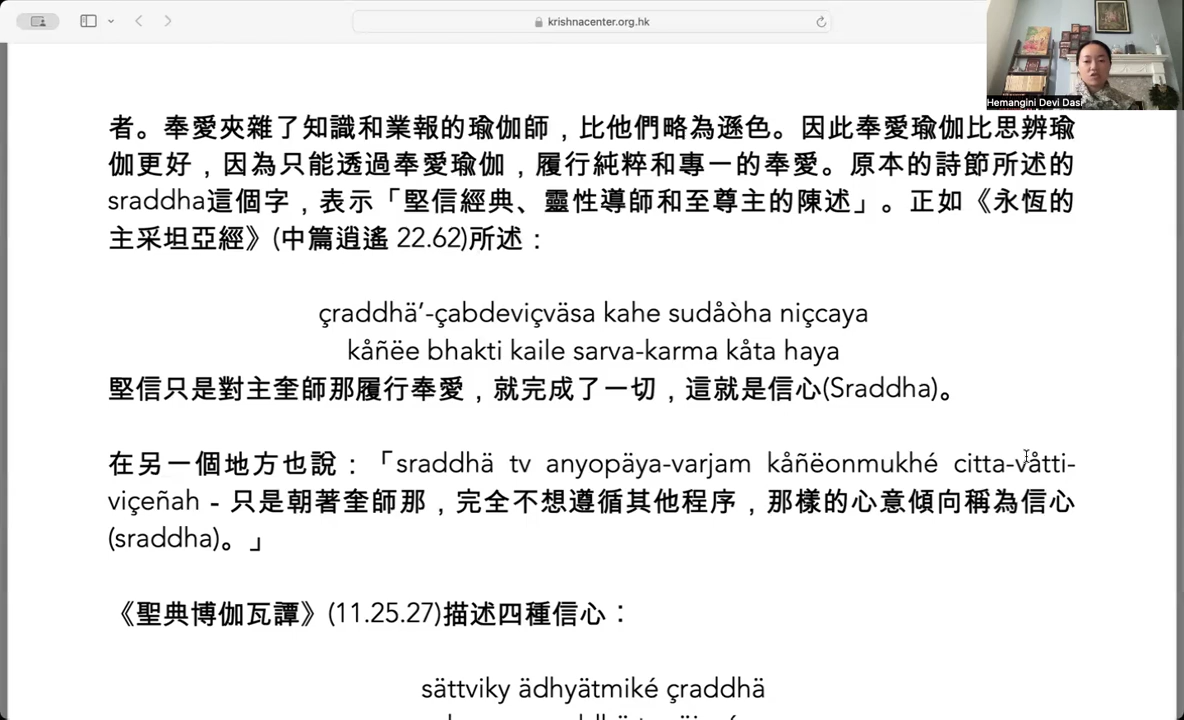 krishnacenter.org.hk
Hemangini Devi Dasi
者。奉愛夾雜了知識和業報的瑜伽師，比他們略為遜色。因此奉愛瑜伽比思辨瑜
伽更好，因為只能透過奉愛瑜伽，履行純粹和專一的奉愛。原本的詩節所述的
sraddha這個字，表示「堅信經典、靈性導師和至尊主的陳述」。正如《永恆的
主采坦亞經》(中篇逍遙 22.62)所述：
çraddhä’-çabdeviçväsa kahe sudåòha niçcaya
kåñëe bhakti kaile sarva-karma kåta haya
堅信只是對主奎師那履行奉愛，就完成了一切，這就是信心(Sraddha)。
在另一個地方也說：「sraddhä tv anyopäya-varjam kåñëonmukhé citta-våtti-
viçeñah - 只是朝著奎師那，完全不想遵循其他程序，那樣的心意傾向稱為信心
(sraddha)。」
《聖典博伽瓦譚》(11.25.27)描述四種信心：
sättviky ädhyätmiké çraddhä